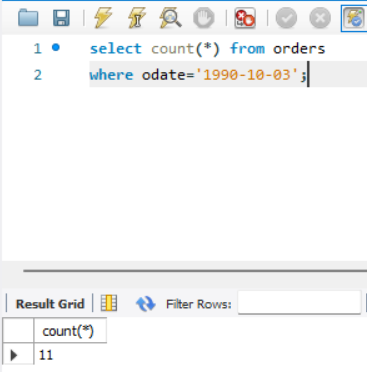 1 select count(*) from orders
2 where odate='1990-10-03';
Result Grid Filter Rows:
count(*)
11